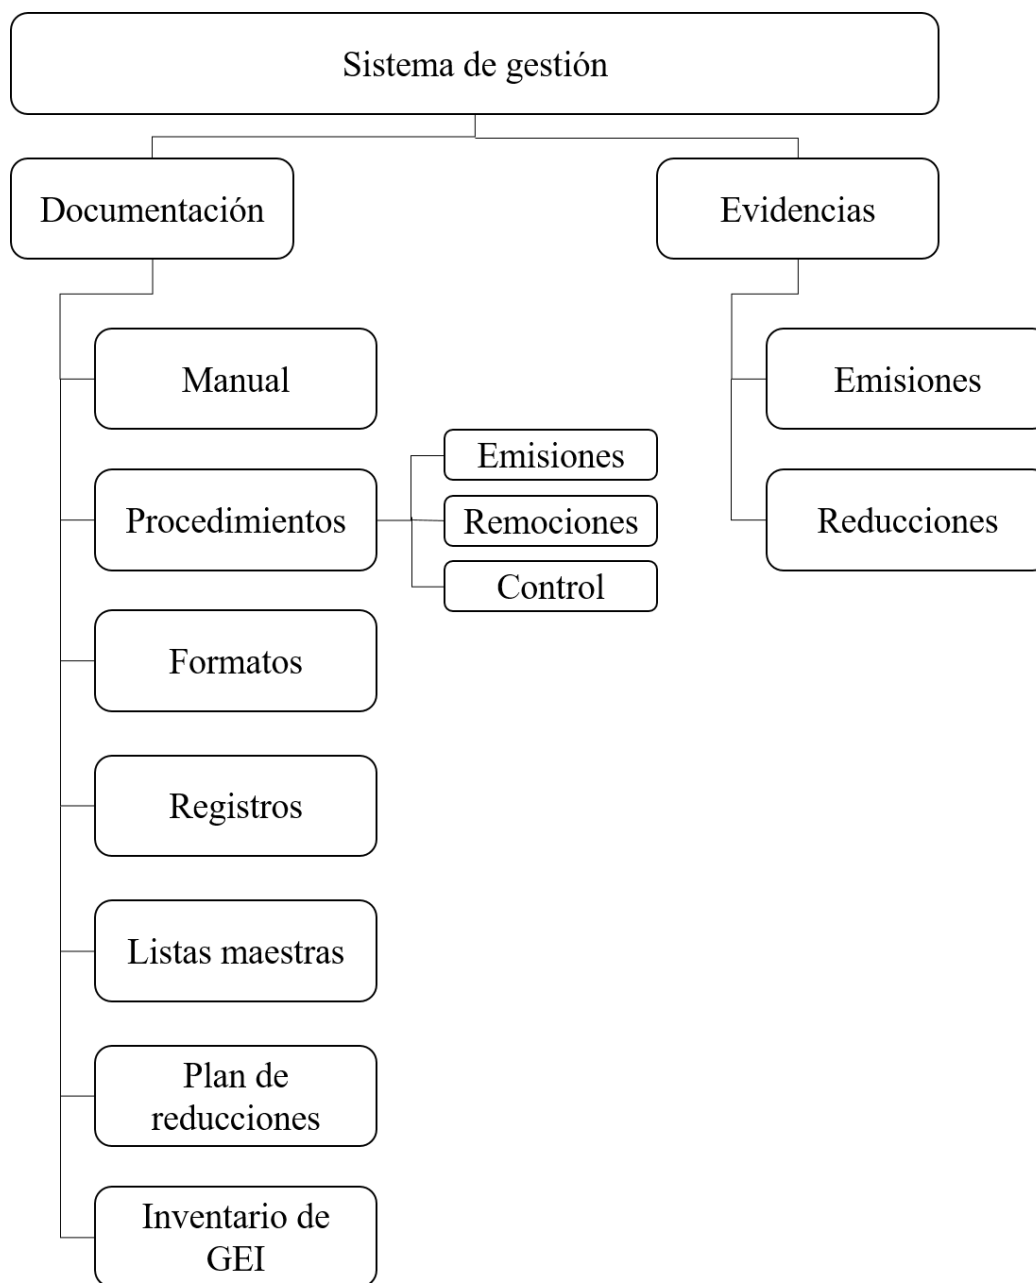 Sistema de gestión
Documentación
Evidencias
Manual
Emisiones
Procedimientos
Emisiones
Remociones
Control
Reducciones
Formatos
Registros
Listas maestras
Plan de
reducciones
Inventario de
GEI